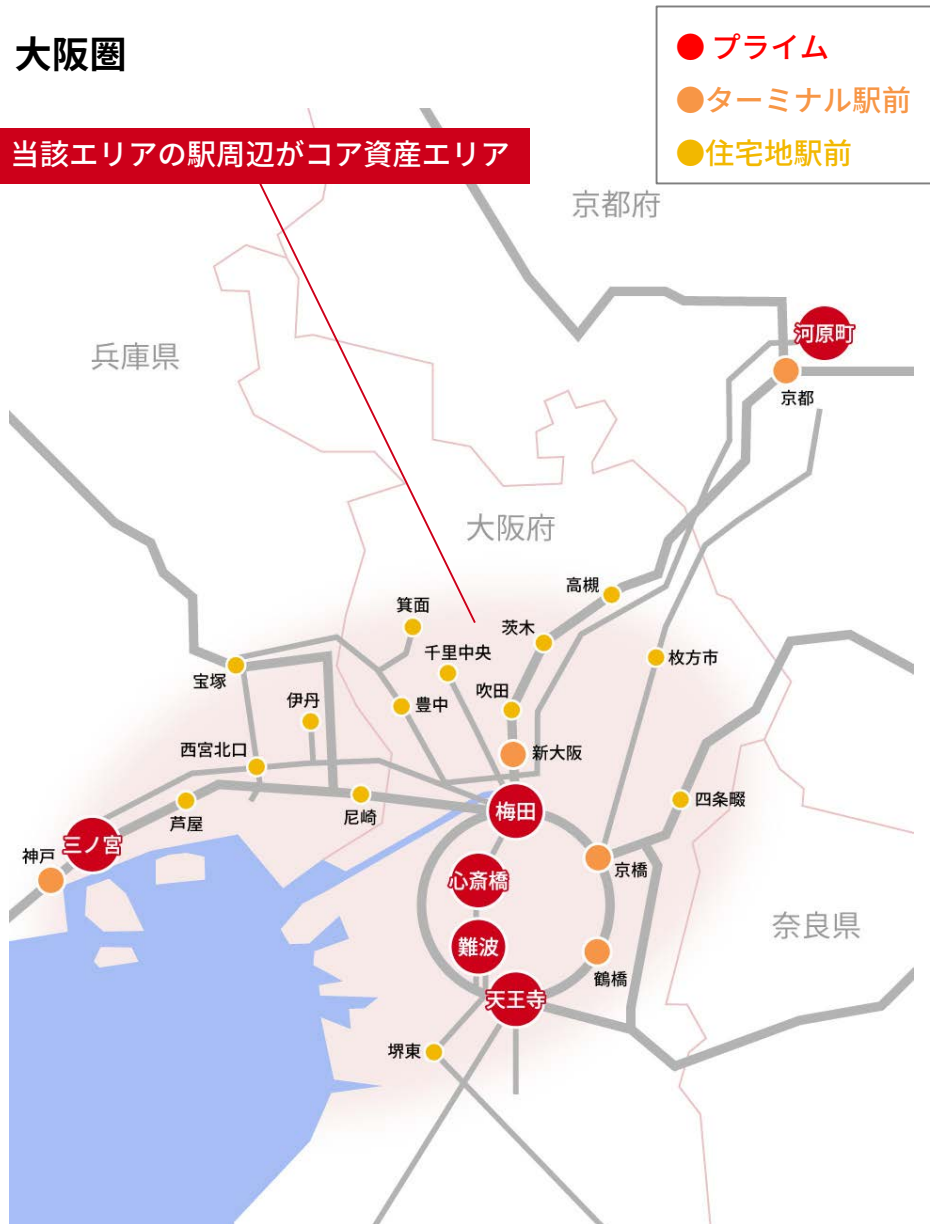 大阪圏
プライム
ターミナル駅前
住宅地駅前
当該エリアの駅周辺がコア資産エリア
京都府
河原町
兵庫県
京都
大阪府
高槻
箕面
茨木
千里中央
枚方市
宝塚
伊丹
豊中
吹田
西宮北口
新大阪
芦屋
尼崎
梅田
四条畷
三ノ宮
神戸
京橋
心斎橋
奈良県
難波
鶴橋
天王寺
堺東